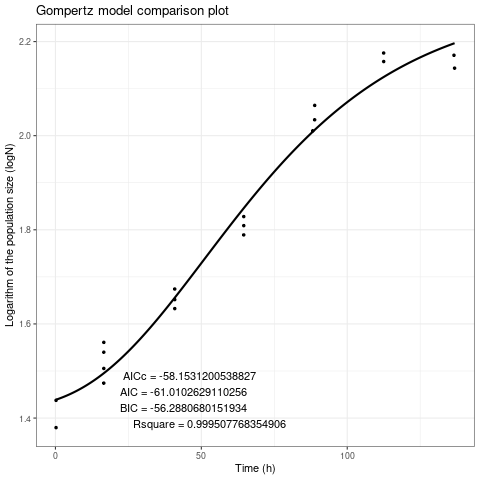 Gompertz model comparison plot
Logarithm of the population size (logN)
2.2
2.0
1.8
1.6
1.4
AICc = -58.1531200538827
AIC = -61.0102629110256
BIC = -56.2880680151934
Rsquare = 0.999507768354906
0 50 100
Time (h)